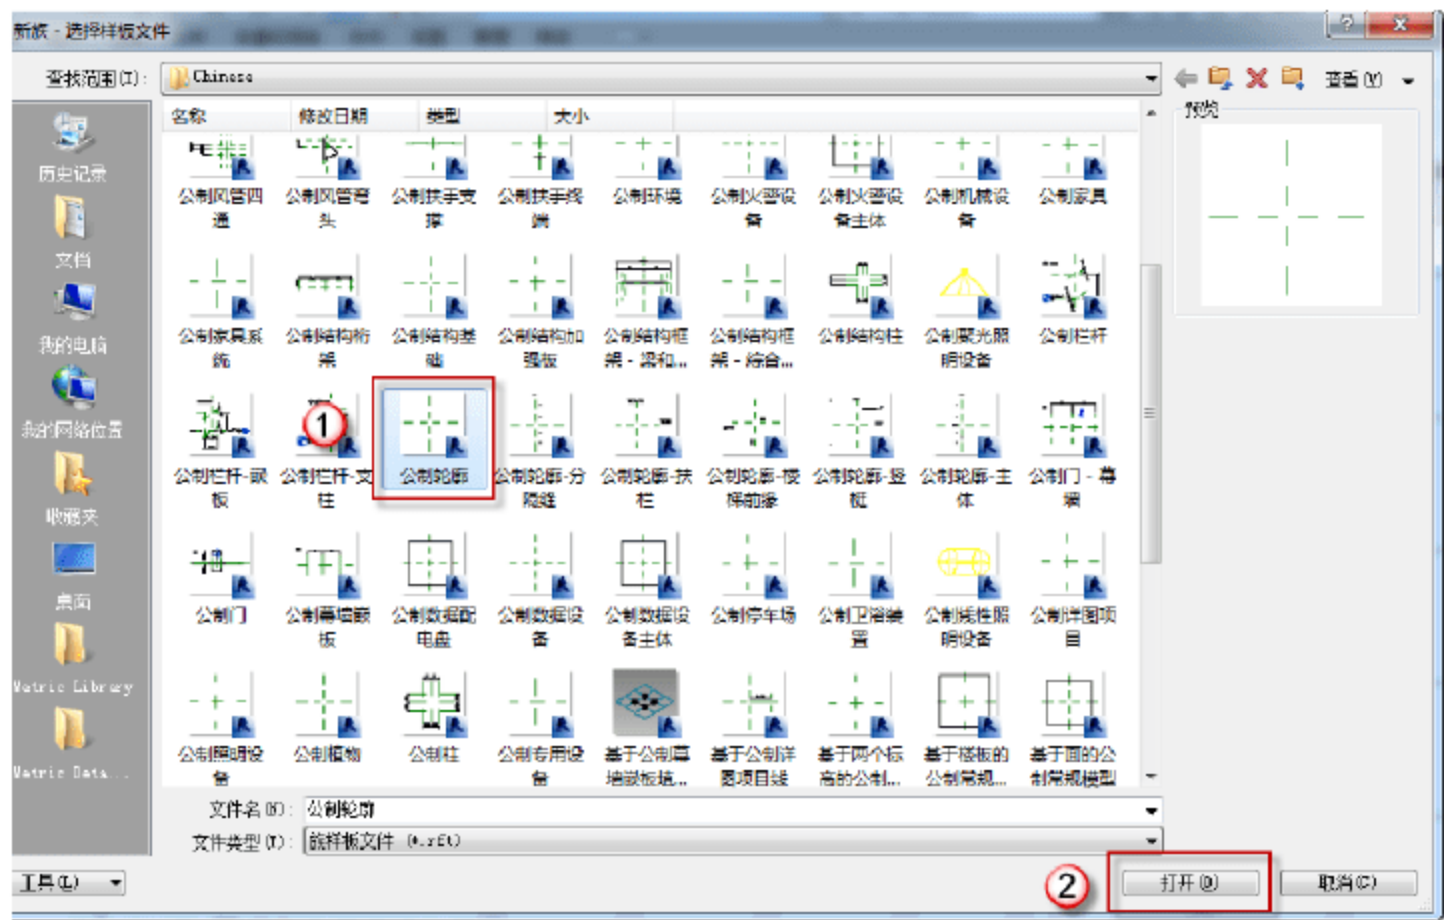 新族 - 选择样板文件
查找范围(I):
Chinese
查看(V)
预览
名称 修改日期 类型 大小
历史记录
文档
我的电脑
我的网络位置
收藏夹
桌面
Metric Library
Metric Data...
公制风管四通
公制风管弯头
公制扶手支撑
公制扶手终端
公制环境
公制火警设备
公制火警设备主体
公制机械设备
公制家具
公制家具系统
公制结构桁架
公制结构基础
公制结构加强板
公制结构框架 - 梁和...
公制结构框架 - 综合...
公制结构柱
公制聚光照明设备
公制栏杆
公制栏杆-嵌板
公制栏杆-支柱
公制轮廓
公制轮廓-分隔缝
公制轮廓-扶栏
公制轮廓-楼梯前缘
公制轮廓-竖梃
公制轮廓-主体
公制门 - 幕墙
公制门
公制幕墙嵌板
公制数据配电盘
公制数据设备
公制数据设备主体
公制停车场
公制卫浴装置
公制线性照明设备
公制详图项目
公制照明设备
公制植物
公制柱
公制专用设备
基于公制幕墙嵌板填...
基于公制详图项目线
基于两个标高的公制...
基于楼板的公制常规...
基于面的公制常规模型
1
文件名(N): 公制轮廓
文件类型(T): 族样板文件 (*.rft)
工具(L)
2
打开(O)
取消(C)